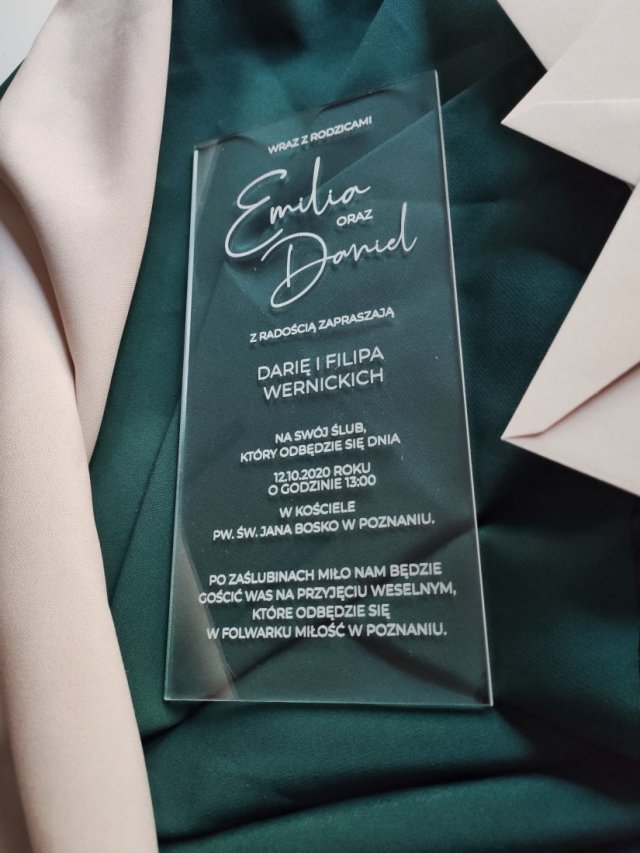 WRAZ Z RODZICAMI
Emilia
ORAZ
Daniel
Z RADOŚCIĄ ZAPRASZAJĄ
DARIĘ I FILIPA
WERNICKICH
NA SWÓJ ŚLUB,
KTÓRY ODBĘDZIE SIĘ DNIA
12.10.2020 ROKU
O GODZINIE 13:00
W KOŚCIELE
PW. ŚW. JANA BOSKO W POZNANIU.
PO ZAŚLUBINACH MIŁO NAM BĘDZIE
GOŚCIĆ WAS NA PRZYJĘCIU WESELNYM,
KTÓRE ODBĘDZIE SIĘ
W FOLWARKU MIŁOŚĆ W POZNANIU.